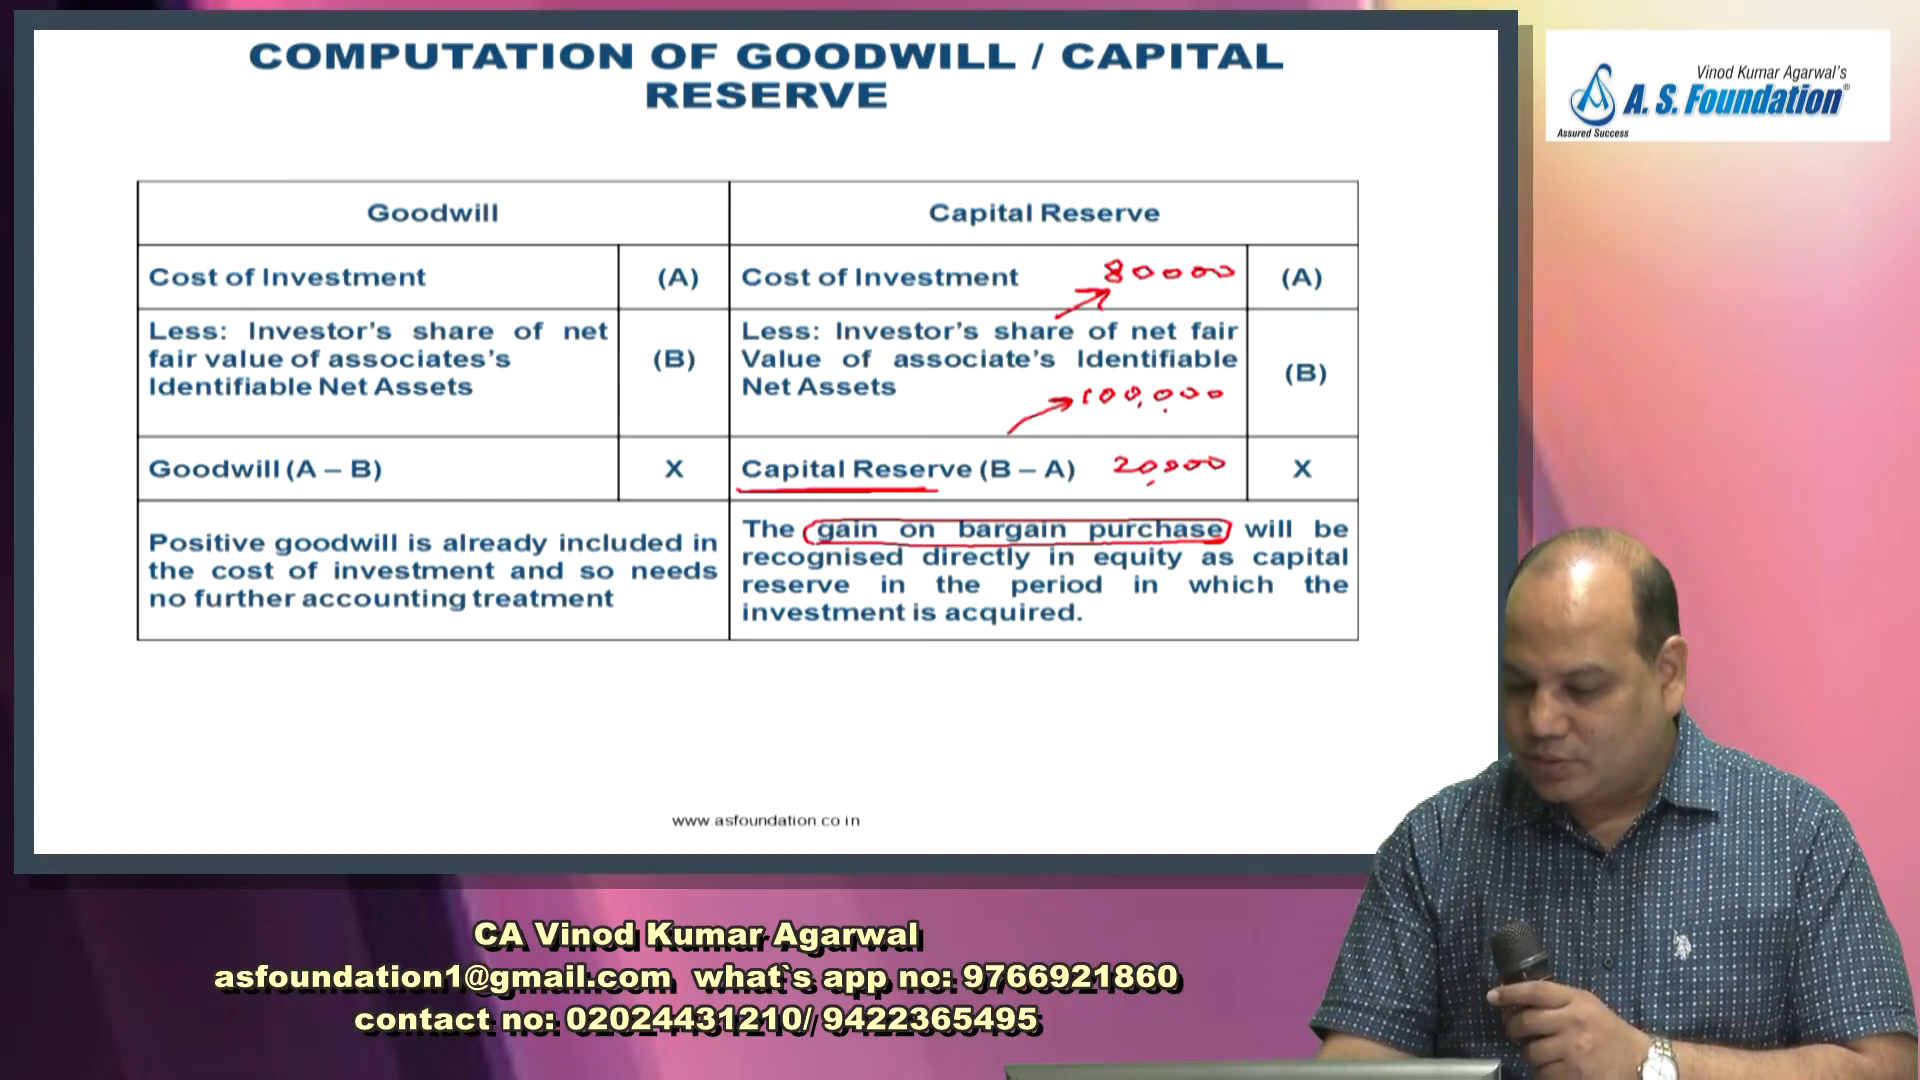 COMPUTATION OF GOODWILL / CAPITAL
RESERVE
Vinod Kumar Agarwal's
A. S. Foundation®
Assured Success
Goodwill
Capital Reserve
Cost of Investment
(A)
Cost of Investment
80000
(A)
Less: Investor's share of net
fair value of associates's
Identifiable Net Assets
(B)
Less: Investor's share of net fair
Value of associate's Identifiable
Net Assets
100,000
(B)
Goodwill (A – B)
X
Capital Reserve (B – A)
20,000
X
Positive goodwill is already included in
the cost of investment and so needs
no further accounting treatment
The gain on bargain purchase will be
recognised directly in equity as capital
reserve in the period in which the
investment is acquired.
www asfoundation co in
CA Vinod Kumar Agarwal
asfoundation1@gmail.com what`s app no: 9766921860
contact no: 02024431210/ 9422365495